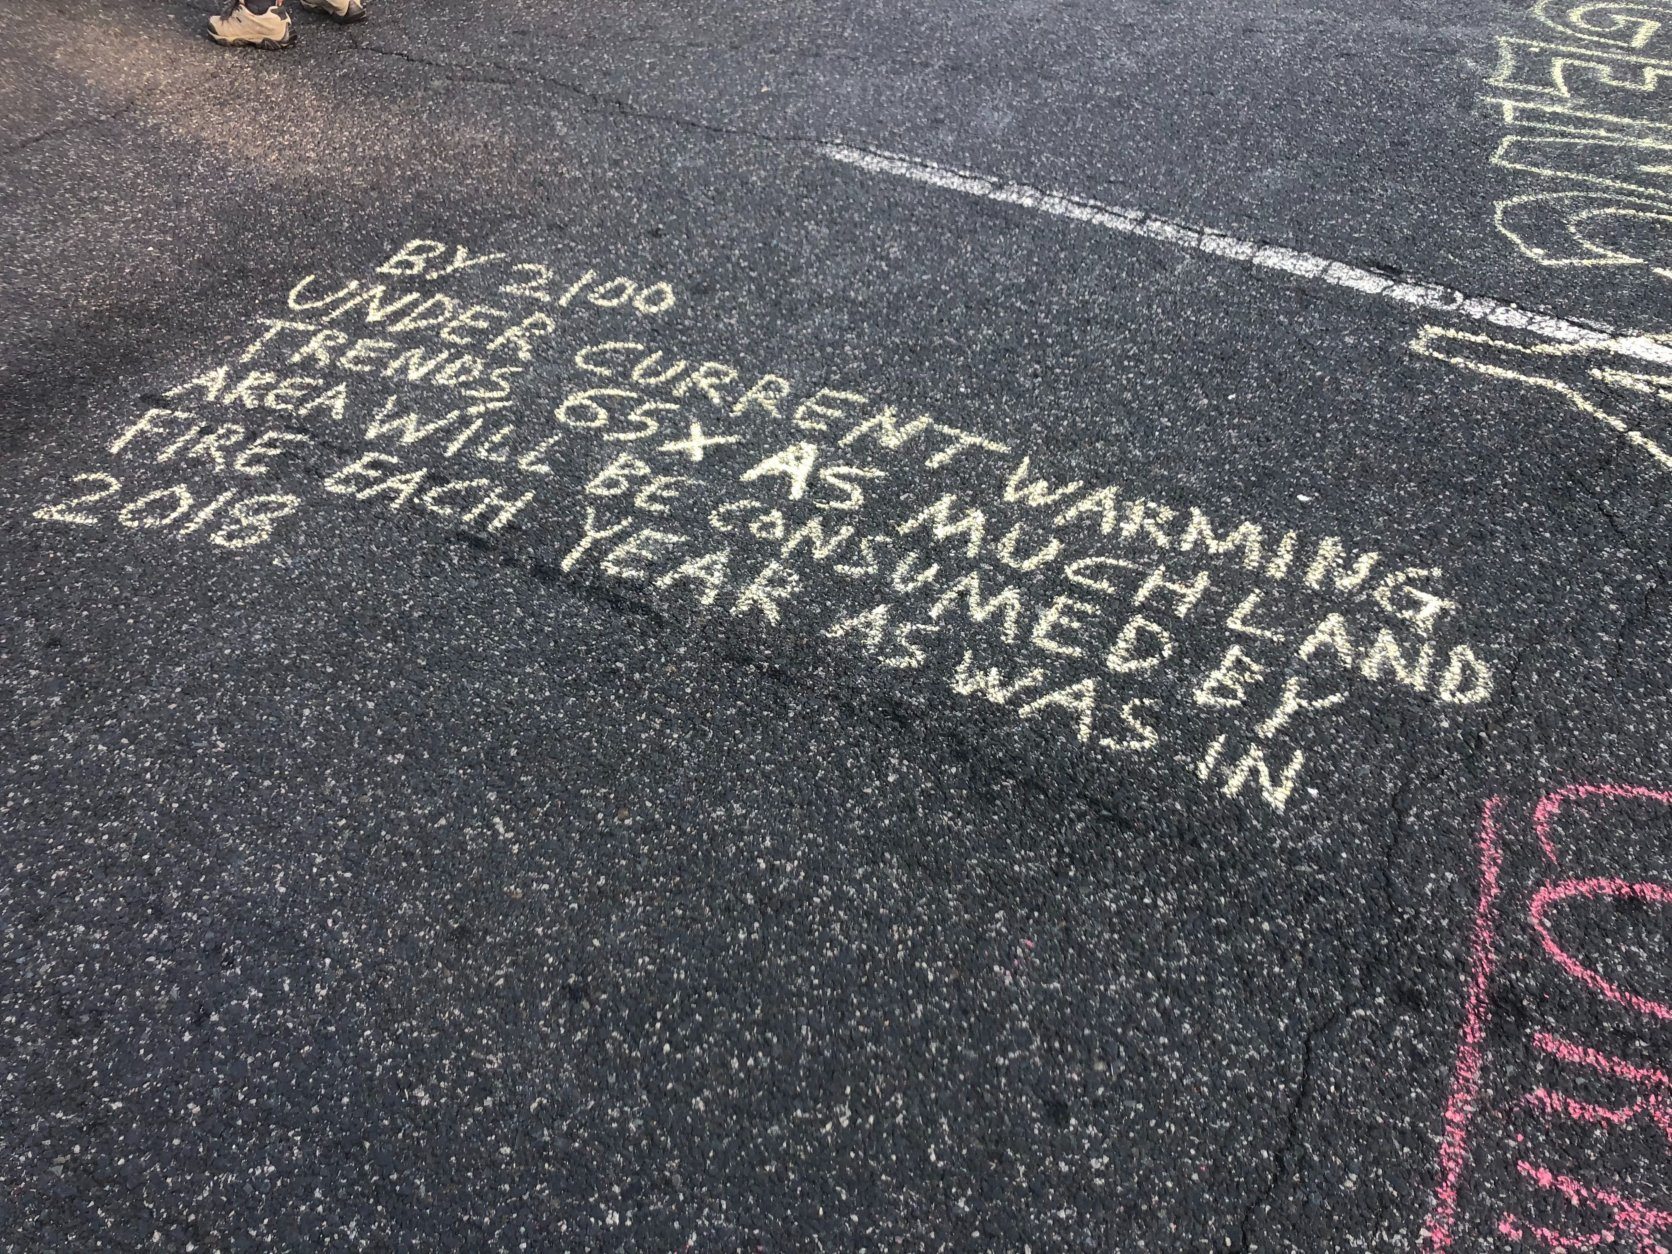 BY 2100
UNDER CURRENT WARMING
TRENDS 65X AS MUCH LAND
AREA WILL BE CONSUMED BY
FIRE EACH YEAR AS WAS IN
2018